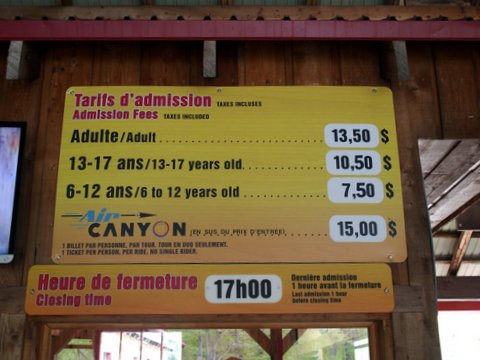 Tarifs d'admission TAXES INCLUSES
Admission Fees TAXES INCLUDED
Adulte/Adult 13,50 $
13-17 ans/13-17 years old 10,50 $
6-12 ans/6 to 12 years old 7,50 $
Air
CANYON (EN SUS DU PRIX D'ENTRÉE) 15,00 $
1 BILLET PAR PERSONNE, PAR TOUR. TOUR EN DUO SEULEMENT.
1 TICKET PER PERSON, PER RIDE. NO SINGLE RIDER.
Heure de fermeture 17h00 Dernière admission
1 heure avant la fermeture
Closing time Last admission 1 hour
before closing time